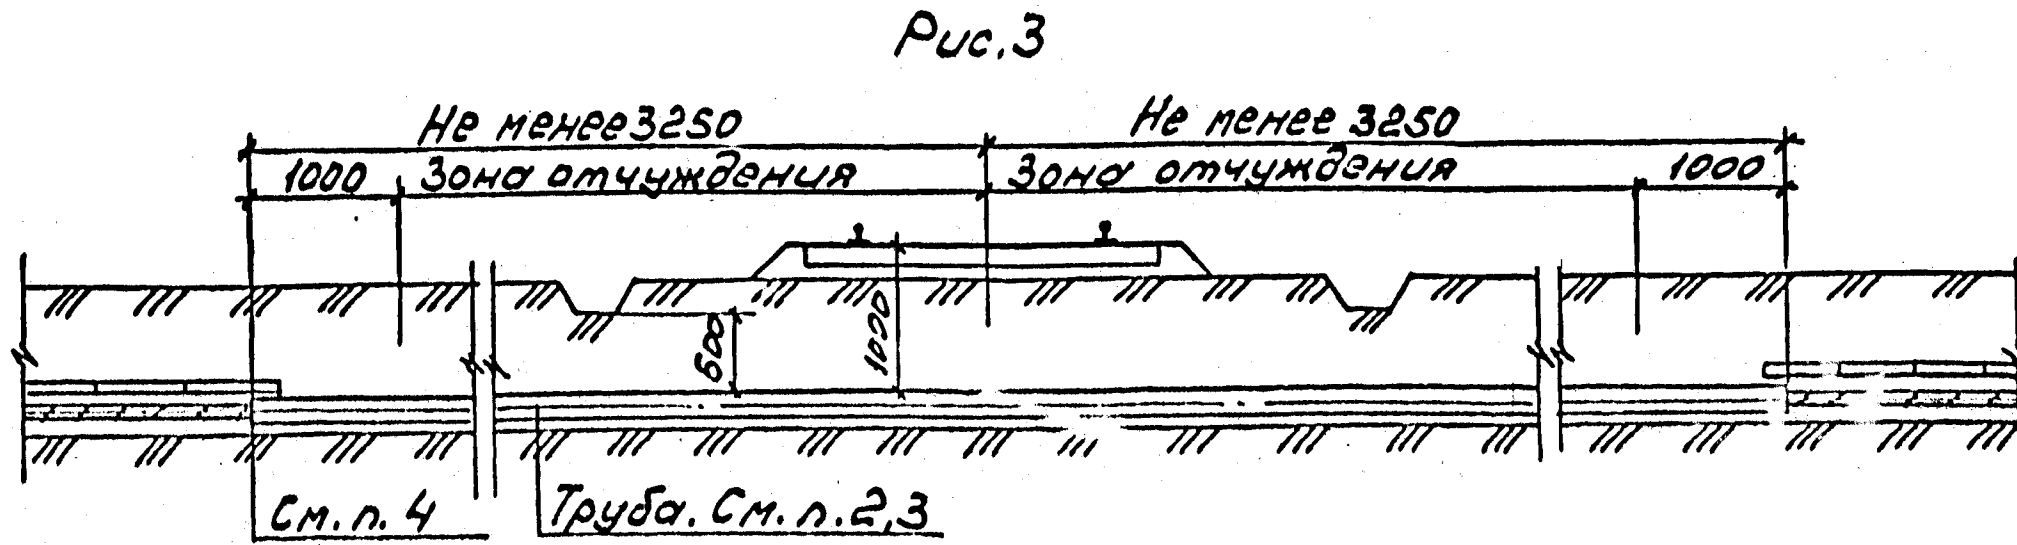 Рис.3
Не менее 3250 Не менее 3250
1000 Зона отчуждения Зона отчуждения 1000
600 1000
См. п. 4 Труба. См. п. 2,3